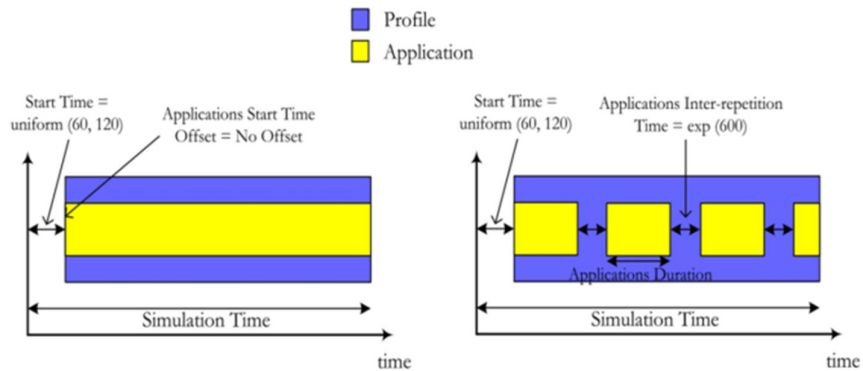 Profile
Application
Start Time =
uniform (60, 120)
Applications Start Time
Offset = No Offset
Simulation Time
time
Start Time =
uniform (60, 120)
Applications Inter-repetition
Time = exp (600)
Applications Duration
Simulation Time
time